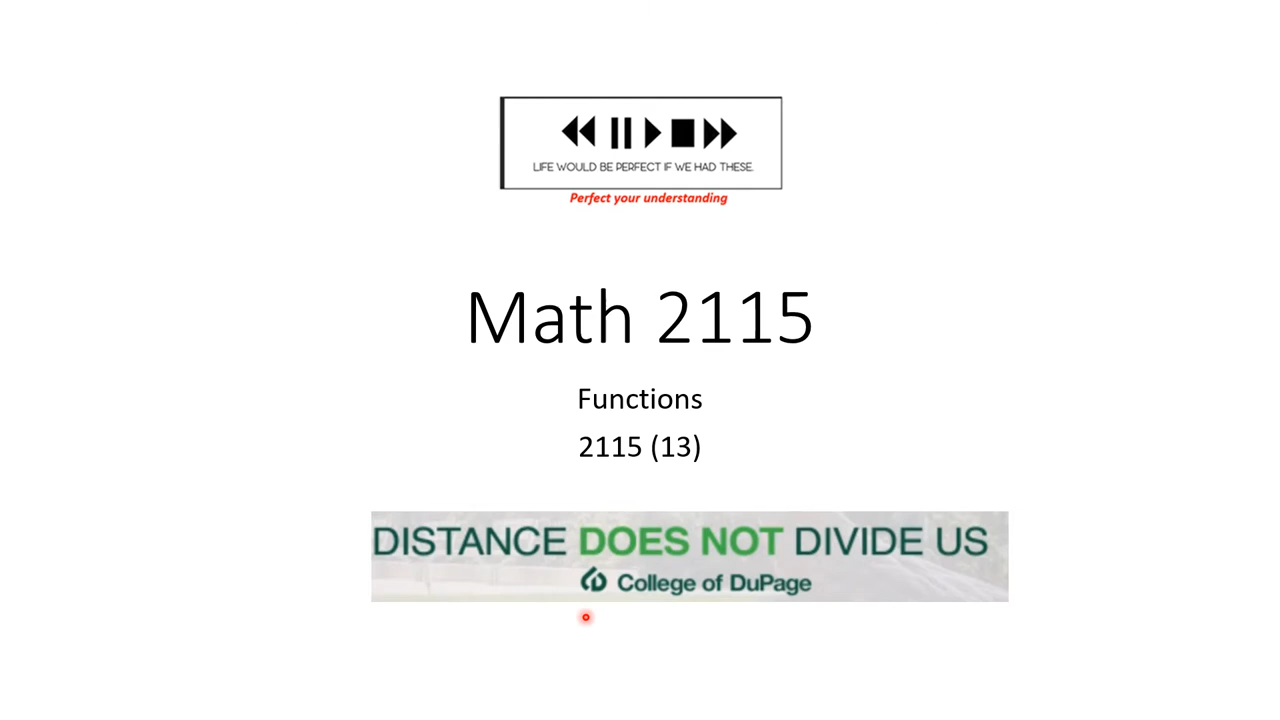 LIFE WOULD BE PERFECT IF WE HAD THESE.
Perfect your understanding
Math 2115
Functions
2115 (13)
DISTANCE DOES NOT DIVIDE US
College of DuPage